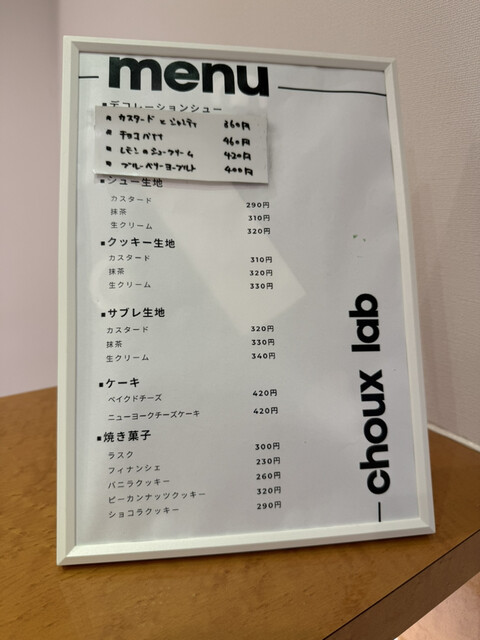 menu
■デコレーションシュー
・カスタードとジャンティ 360円
・チョコバナナ 460円
・レモンのシュークリーム 420円
・ブルーベリーヨーグルト 400円
■シュー生地
カスタード 290円
抹茶 310円
生クリーム 320円
■クッキー生地
カスタード 310円
抹茶 320円
生クリーム 330円
■サブレ生地
カスタード 320円
抹茶 330円
生クリーム 340円
■ケーキ
ベイクドチーズ 420円
ニューヨークチーズケーキ 420円
■焼き菓子
ラスク 300円
フィナンシェ 230円
バニラクッキー 260円
ピーカンナッツクッキー 320円
ショコラクッキー 290円
choux lab